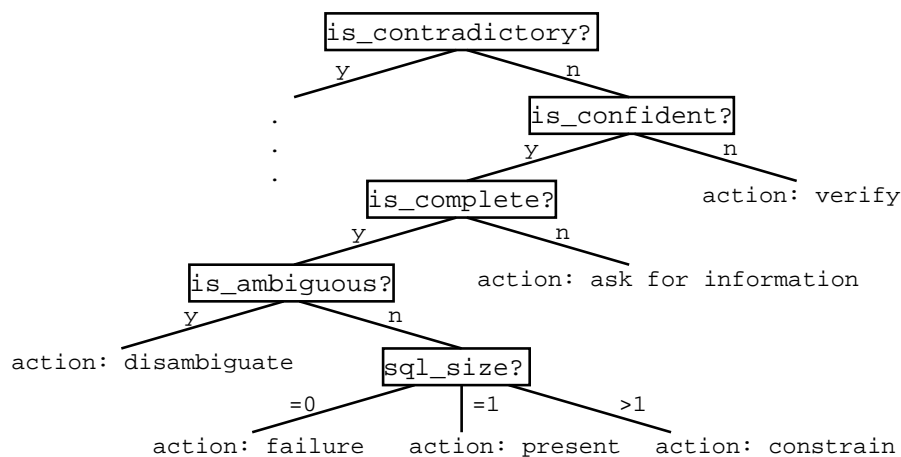 is_contradictory?
y n
.
is_confident?
.
y n
.
is_complete?
action: verify
y n
is_ambiguous?
action: ask for information
y n
action: disambiguate
sql_size?
=0 =1 >1
action: failure action: present action: constrain